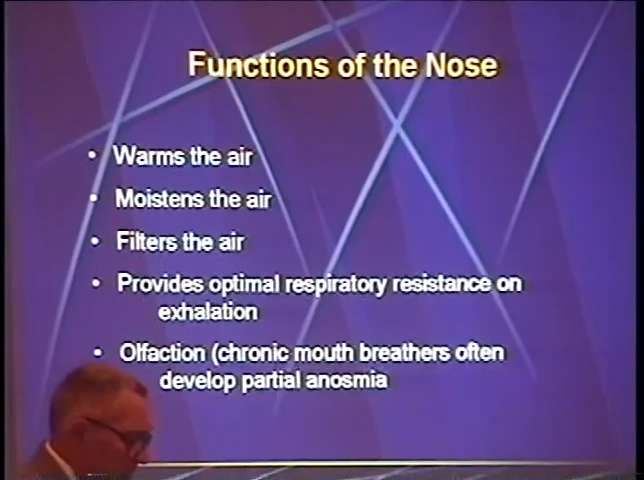 Functions of the Nose
• Warms the air
• Moistens the air
• Filters the air
• Provides optimal respiratory resistance on
exhalation
• Olfaction (chronic mouth breathers often
develop partial anosmia